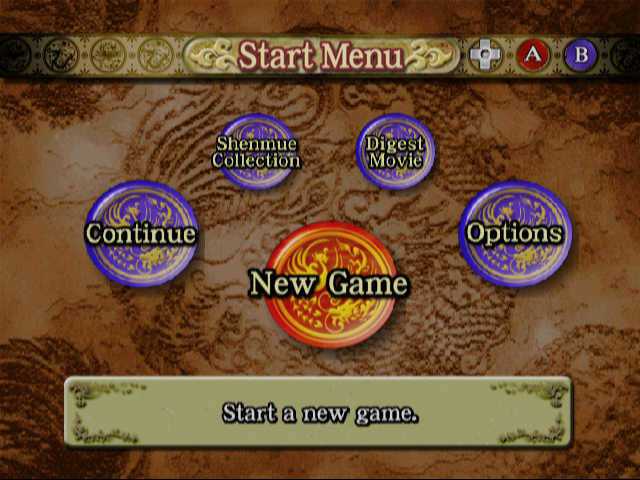 Start Menu
A
B
Shenmue
Collection
Digest
Movie
Continue
Options
New Game
Start a new game.